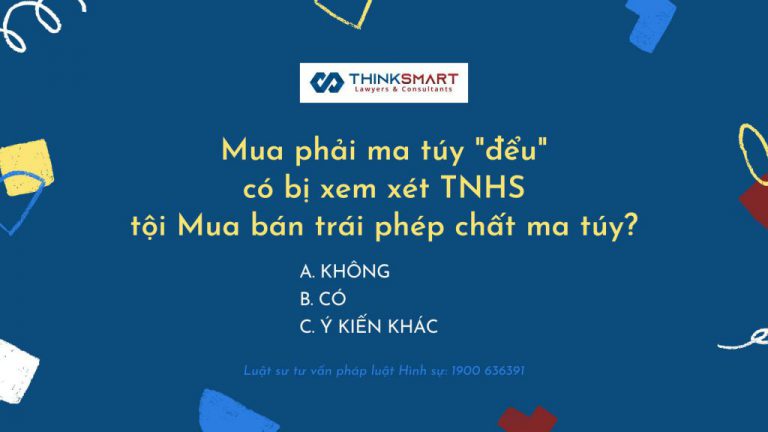 THINKSMART
Lawyers & Consultants
Mua phải ma túy "đểu"
có bị xem xét TNHS
tội Mua bán trái phép chất ma túy?
A. KHÔNG
B. CÓ
C. Ý KIẾN KHÁC
Luật sư tư vấn pháp luật Hình sự: 1900 636391